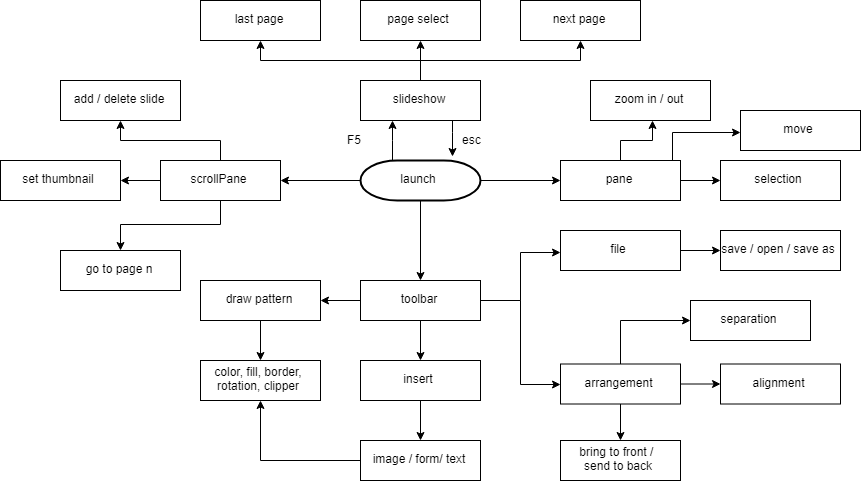 last page
page select
next page
add / delete slide
slideshow
zoom in / out
move
F5
esc
set thumbnail
scrollPane
launch
pane
selection
go to page n
file
save / open / save as
draw pattern
toolbar
separation
color, fill, border,
rotation, clipper
insert
arrangement
alignment
image / form/ text
bring to front /
send to back